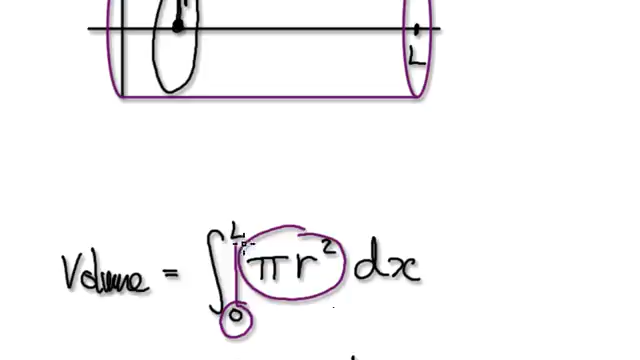 L
Volume = ∫₀ᴸ πr² dx